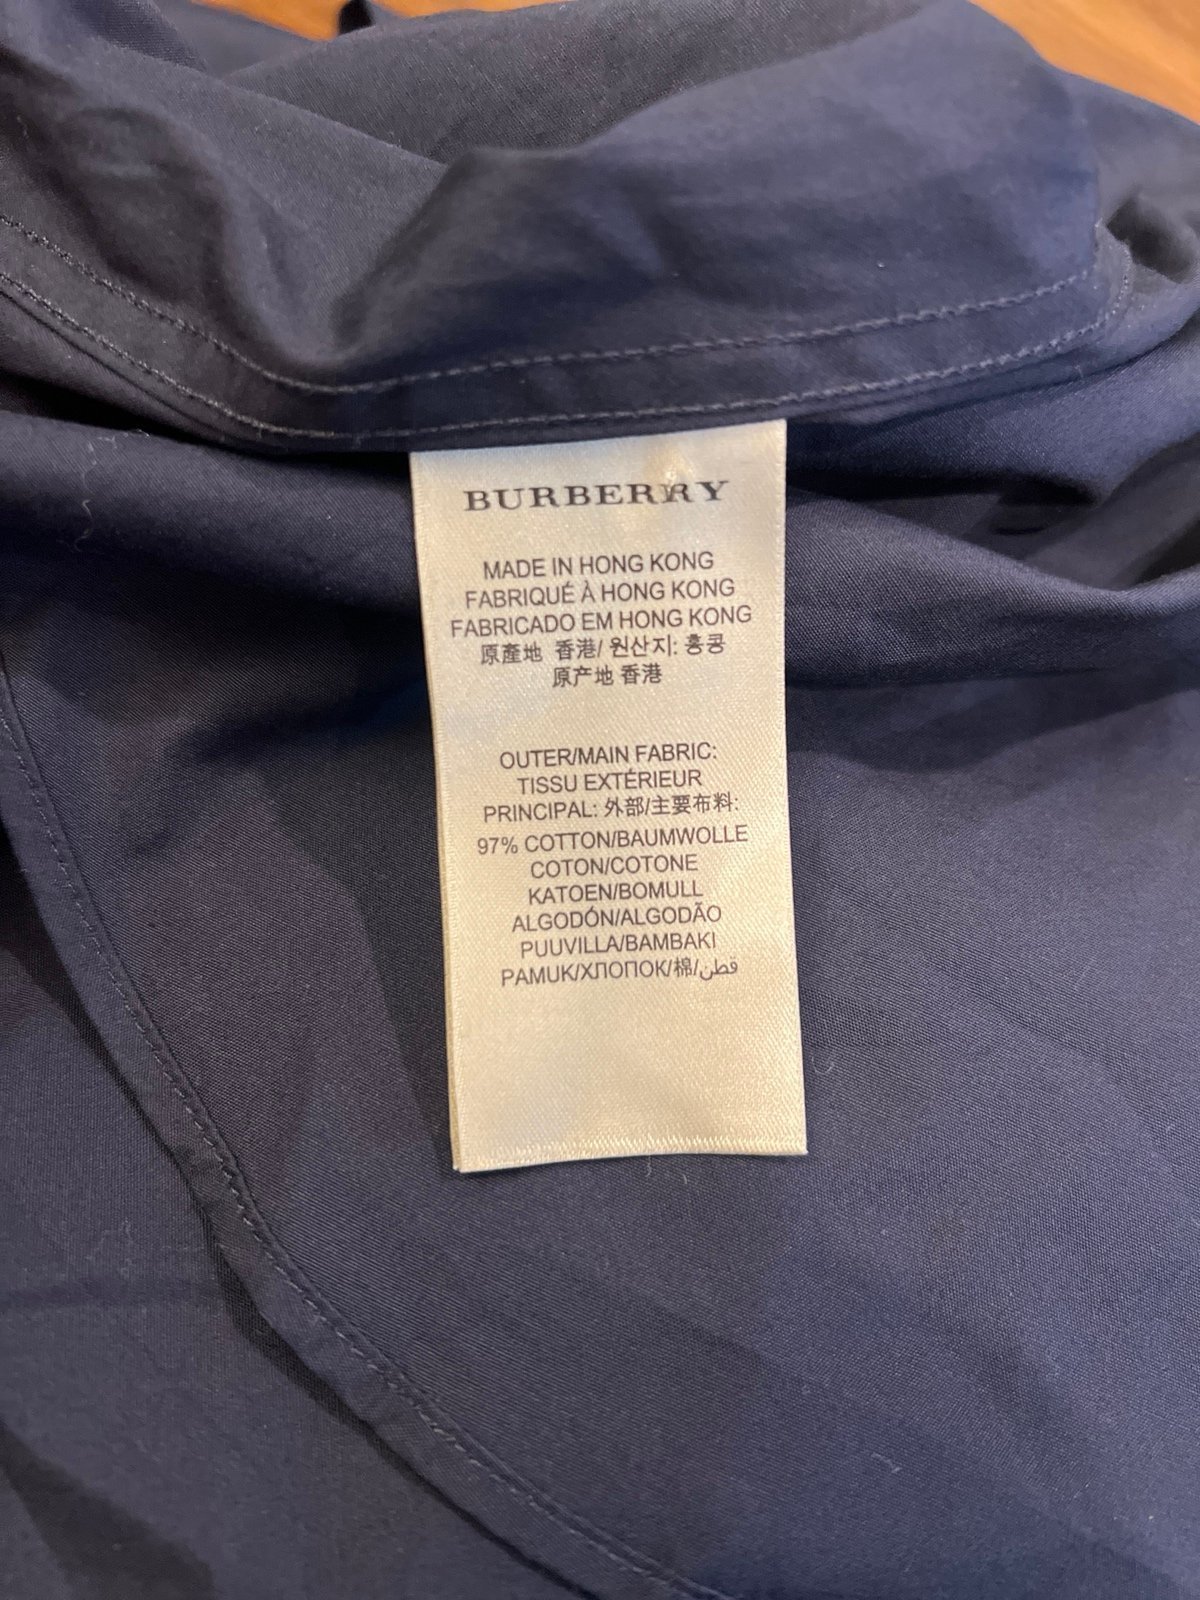 BURBERRY
MADE IN HONG KONG
FABRIQUÉ À HONG KONG
FABRICADO EM HONG KONG
原產地 香港/ 원산지: 홍콩
原产地 香港
OUTER/MAIN FABRIC:
TISSU EXTÉRIEUR
PRINCIPAL: 外部/主要布料:
97% COTTON/BAUMWOLLE
COTON/COTONE
KATOEN/BOMULL
ALGODÓN/ALGODÃO
PUUVILLA/BAMBAKI
PAMUK/ХЛОПОК/棉/قطن